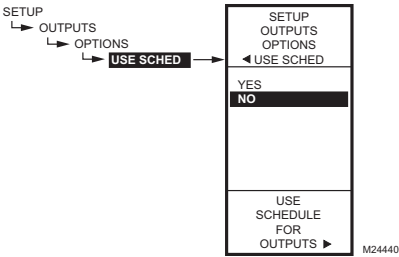 SETUP
OUTPUTS
OPTIONS
USE SCHED
SETUP
OUTPUTS
OPTIONS
◄ USE SCHED
YES
NO
USE
SCHEDULE
FOR
OUTPUTS ►
M24440